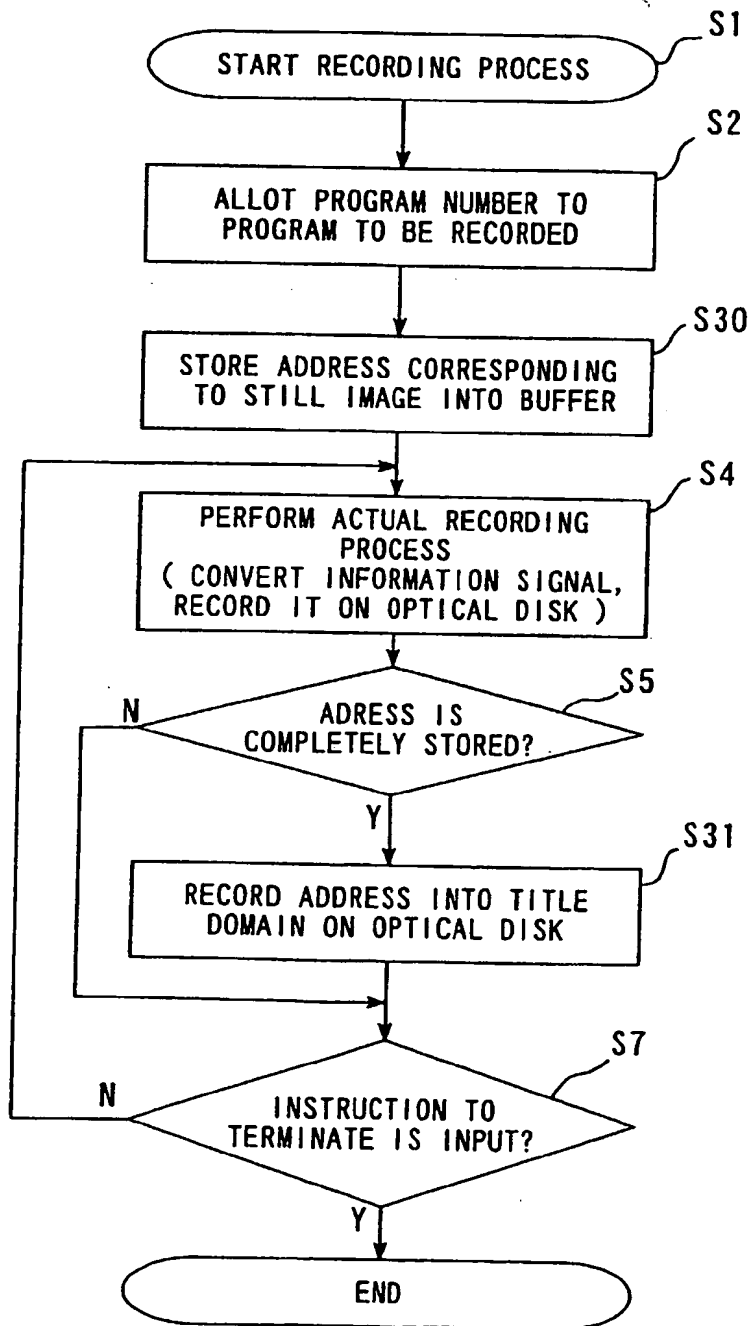 S1
START RECORDING PROCESS
S2
ALLOT PROGRAM NUMBER TO
PROGRAM TO BE RECORDED
S30
STORE ADDRESS CORRESPONDING
TO STILL IMAGE INTO BUFFER
S4
PERFORM ACTUAL RECORDING
PROCESS
( CONVERT INFORMATION SIGNAL,
RECORD IT ON OPTICAL DISK )
S5
N
ADRESS IS
COMPLETELY STORED?
Y
S31
RECORD ADDRESS INTO TITLE
DOMAIN ON OPTICAL DISK
S7
N
INSTRUCTION TO
TERMINATE IS INPUT?
Y
END